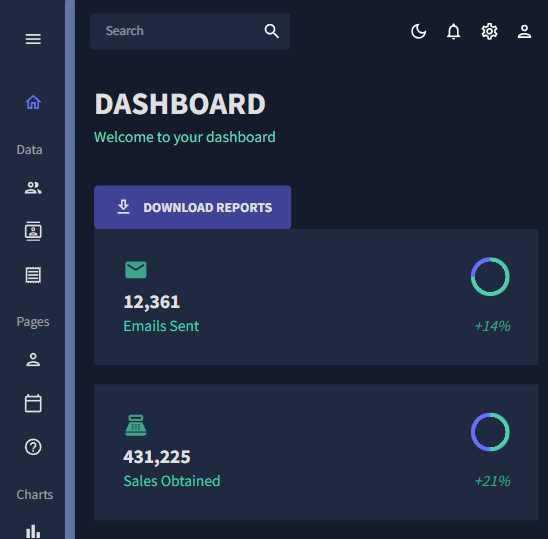 Search
DASHBOARD
Welcome to your dashboard
Data
DOWNLOAD REPORTS
12,361
Emails Sent
+14%
Pages
431,225
Sales Obtained
+21%
Charts